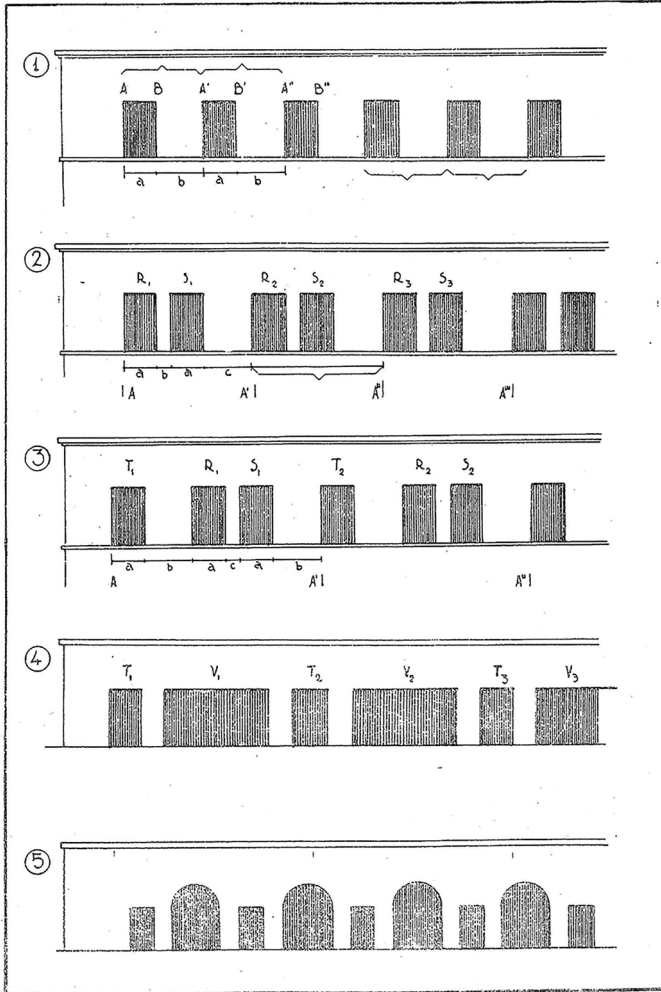 1
A B A' B' A'' B''
a b a b
2
R₁ S₁ R₂ S₂ R₃ S₃
a b a c
A A' A'' A'''
3
T₁ R₁ S₁ T₂ R₂ S₂
a b a c a b
A A' A''
4
T₁ V₁ T₂ V₂ T₃ V₃
5